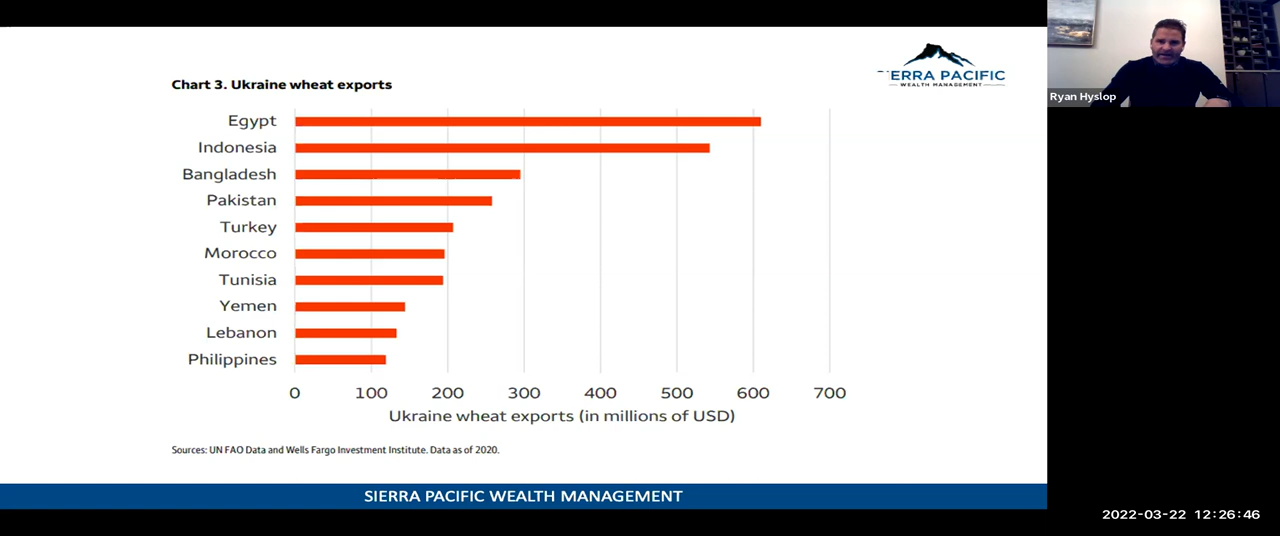 Chart 3. Ukraine wheat exports
ERRA PACIFIC
WEALTH MANAGEMENT
Ryan Hyslop
Egypt
Indonesia
Bangladesh
Pakistan
Turkey
Morocco
Tunisia
Yemen
Lebanon
Philippines
0 100 200 300 400 500 600 700
Ukraine wheat exports (in millions of USD)
Sources: UN FAO Data and Wells Fargo Investment Institute. Data as of 2020.
SIERRA PACIFIC WEALTH MANAGEMENT
2022-03-22 12:26:46